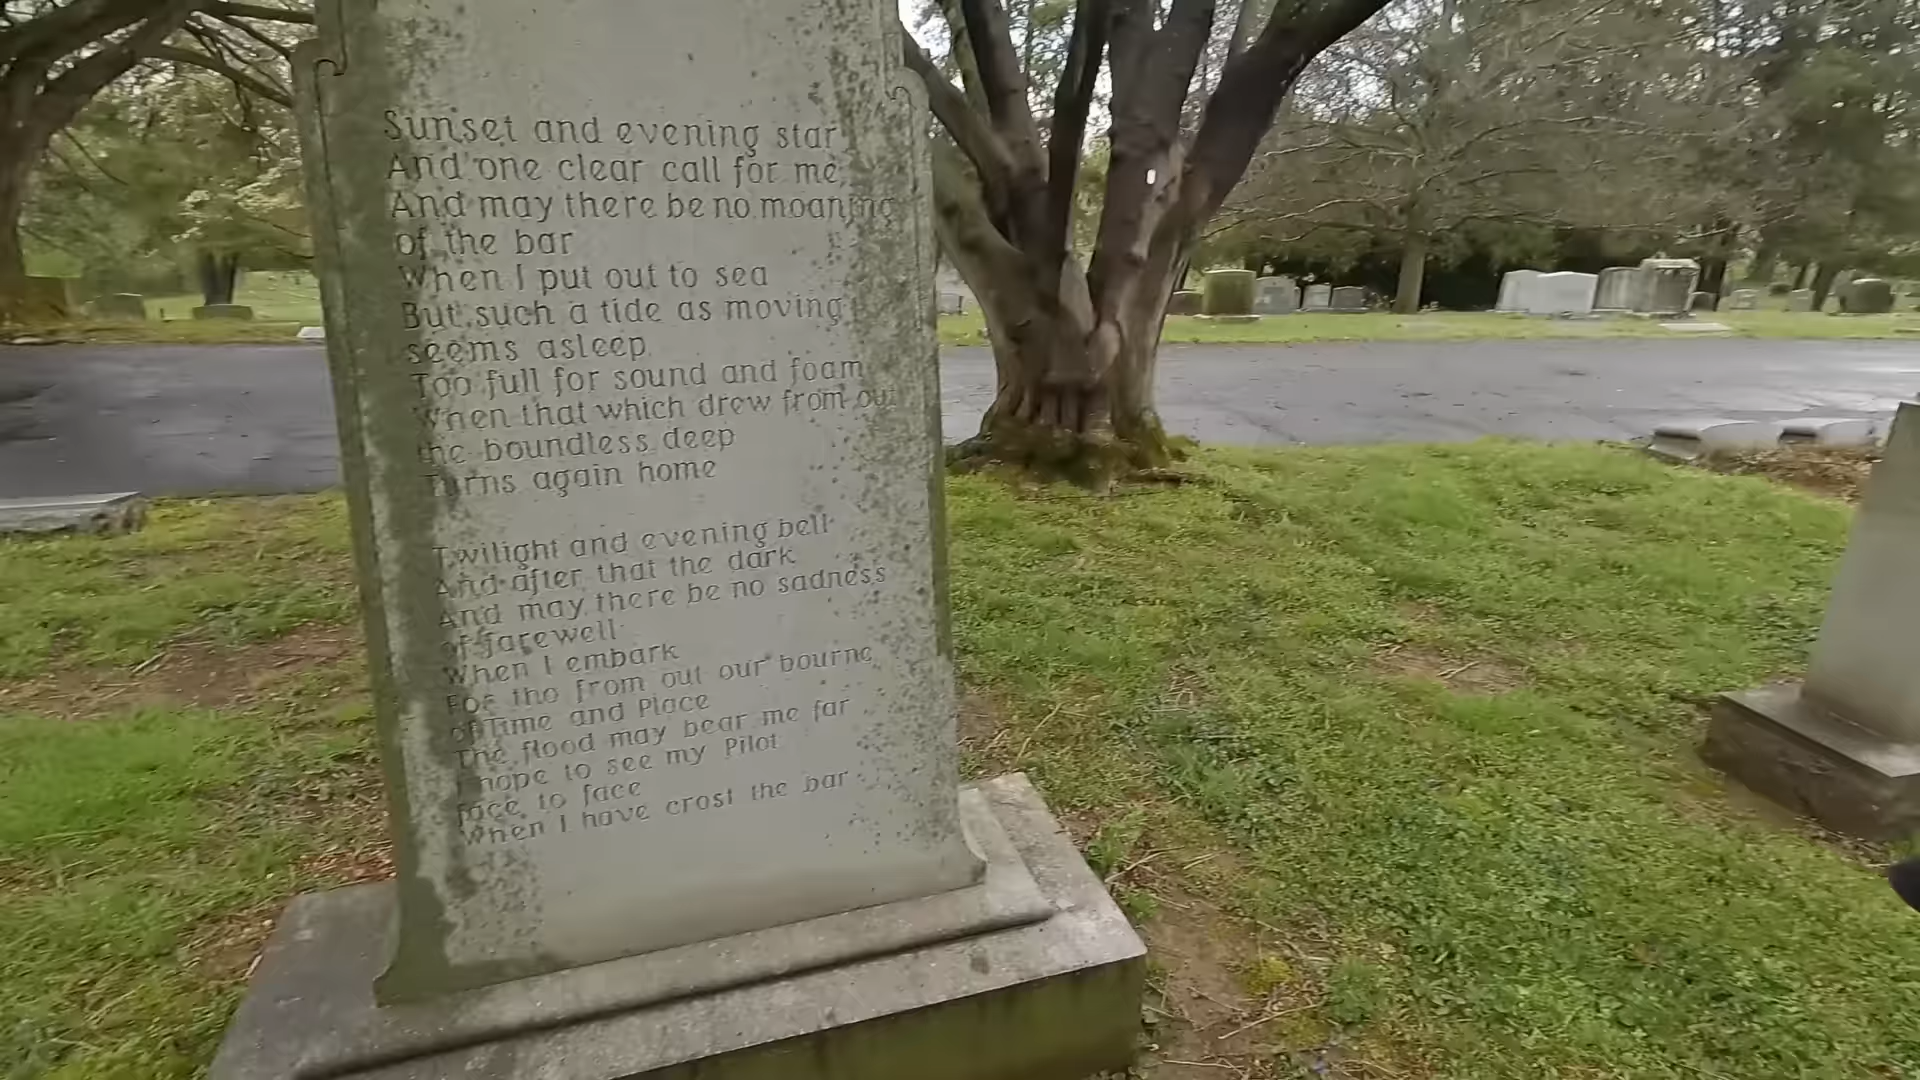 Sunset and evening star
And one clear call for me
And may there be no moaning
of the bar
When I put out to sea
But such a tide as moving
seems asleep
Too full for sound and foam
When that which drew from out
the boundless deep
Turns again home
Twilight and evening bell
And after that the dark
And may there be no sadness
of farewell
When I embark
For tho from out our bourne
of Time and Place
The flood may bear me far
I hope to see my Pilot
face to face
When I have crost the bar